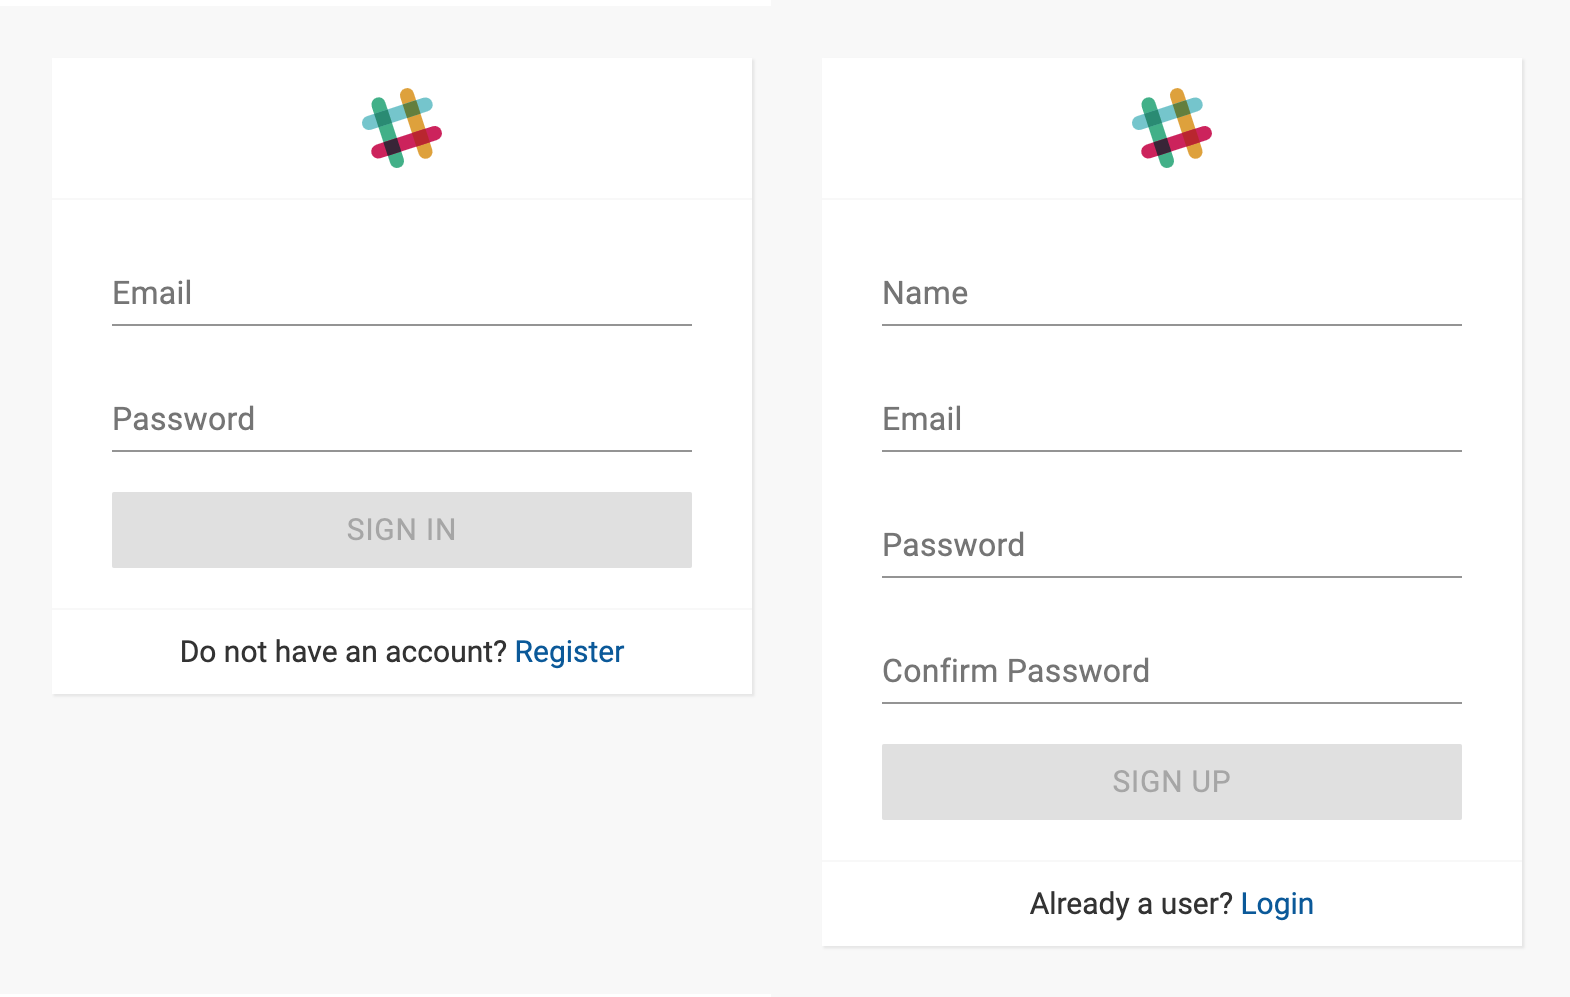 Email
Password
SIGN IN
Do not have an account? Register
Name
Email
Password
Confirm Password
SIGN UP
Already a user? Login